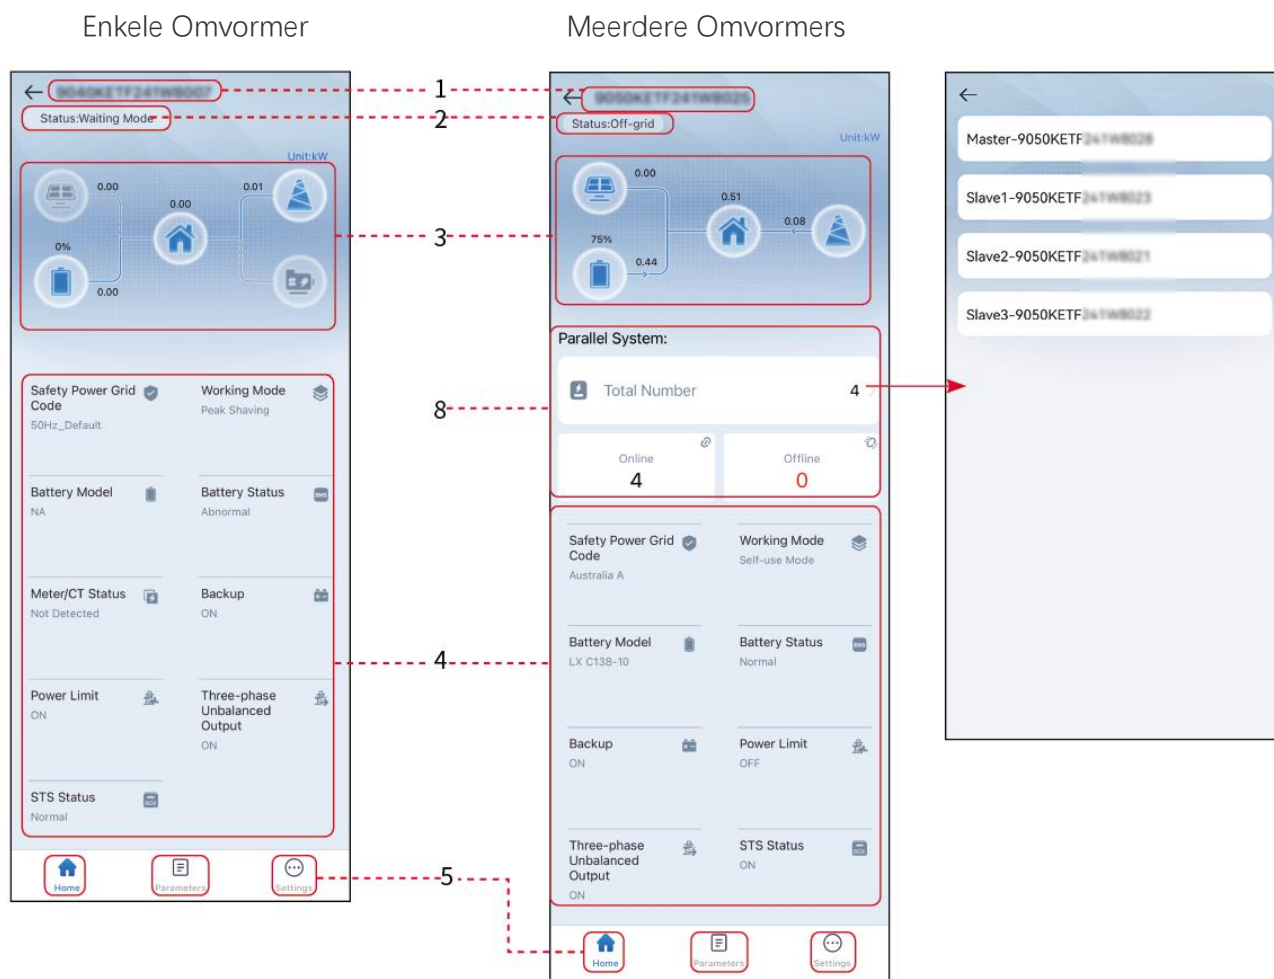 Enkele Omvormer
Meerdere Omvormers
Status:Waiting Mode
Unit:kW
0.00
0.01
0.00
0%
0.00
Safety Power Grid
Code
50Hz_Default
Working Mode
Peak Shaving
Battery Model
NA
Battery Status
Abnormal
Meter/CT Status
Not Detected
Backup
ON
Power Limit
ON
Three-phase
Unbalanced
Output
ON
STS Status
Normal
Home
Parameters
Settings
1
2
3
8
4
5
Status:Off-grid
Unit:kW
0.00
0.51
0.08
75%
0.44
Parallel System:
Total Number
4
Online
4
Offline
0
Safety Power Grid
Code
Australia A
Working Mode
Self-use Mode
Battery Model
LX C138-10
Battery Status
Normal
Backup
ON
Power Limit
OFF
Three-phase
Unbalanced
Output
ON
STS Status
ON
Home
Parameters
Settings
Master-9050KETF
Slave1-9050KETF
Slave2-9050KETF
Slave3-9050KETF